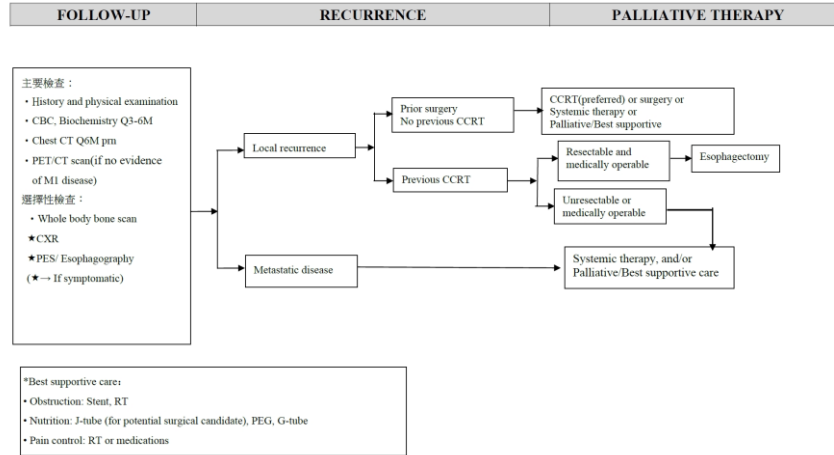 FOLLOW-UP
RECURRENCE
PALLIATIVE THERAPY
主要檢查：
• History and physical examination
• CBC, Biochemistry Q3-6M
• Chest CT Q6M prn
• PET/CT scan(if no evidence
of M1 disease)
選擇性檢查：
• Whole body bone scan
★CXR
★PES/ Esophagography
(★→ If symptomatic)
Local recurrence
Prior surgery
No previous CCRT
CCRT(preferred) or surgery or
Systemic therapy or
Palliative/Best supportive
Previous CCRT
Resectable and
medically operable
Esophagectomy
Unresectable or
medically operable
Metastatic disease
Systemic therapy, and/or
Palliative/Best supportive care
*Best supportive care:
• Obstruction: Stent, RT
• Nutrition: J-tube (for potential surgical candidate), PEG, G-tube
• Pain control: RT or medications